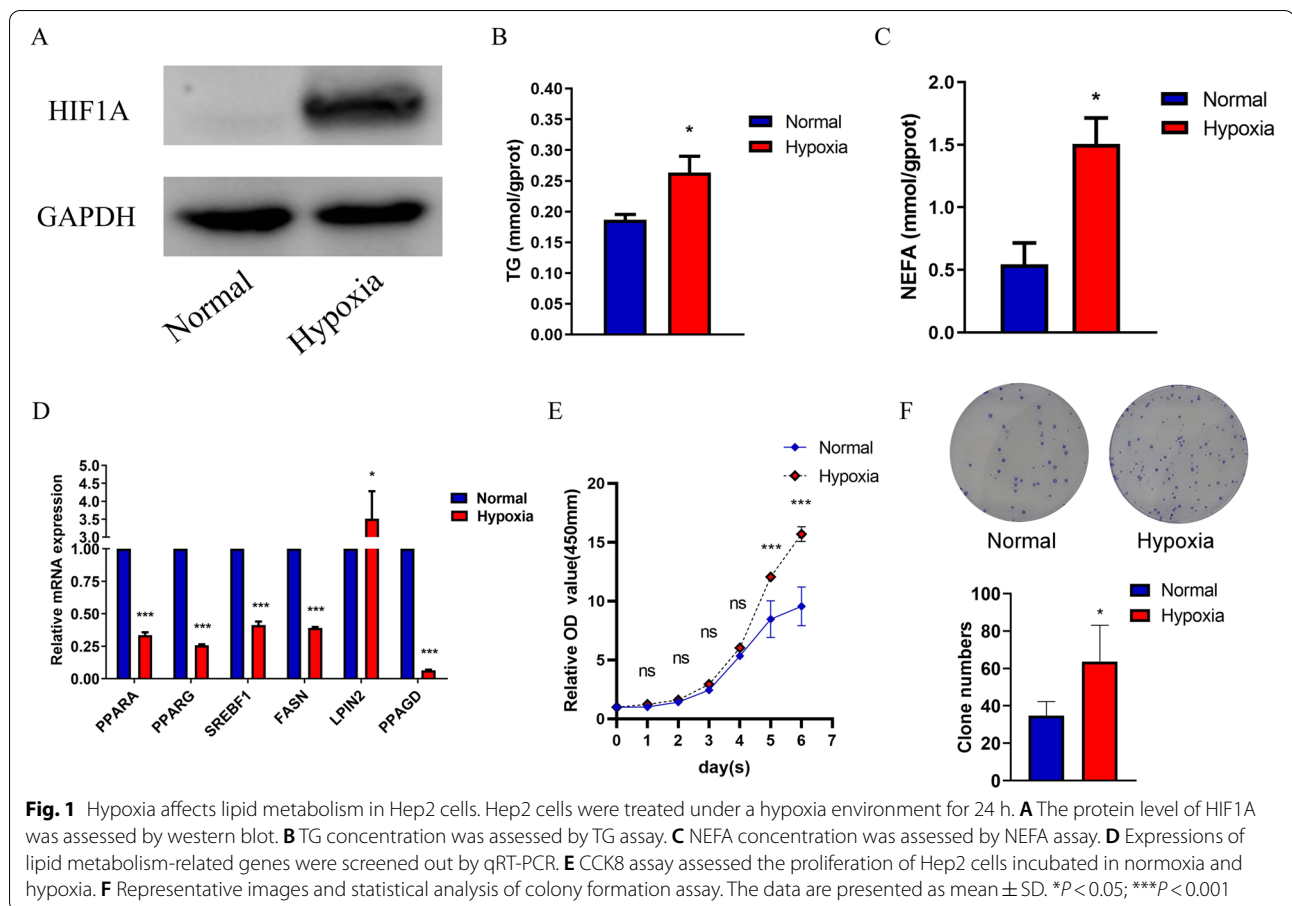 A
HIF1A
GAPDH
Normal
Hypoxia
B
TG (mmol/gprot)
0.40
0.35
0.30
0.25
0.20
0.15
0.10
0.05
0.00
*
Normal
Hypoxia
C
NEFA (mmol/gprot)
2.0
1.5
1.0
0.5
0.0
*
Normal
Hypoxia
D
Relative mRNA expression
5.0
4.5
4.0
3.5
3.0
1.00
0.75
0.50
0.25
0.00
***
***
***
***
*
***
Normal
Hypoxia
PPARA
PPARG
SREBF1
FASN
LPIN2
PPAGD
E
Normal
Hypoxia
Relative OD value(450mm)
20
15
10
5
0
ns
ns
ns
ns
***
***
0 1 2 3 4 5 6 7
day(s)
F
Normal
Hypoxia
Clone numbers
100
80
60
40
20
0
*
Normal
Hypoxia
Fig. 1 Hypoxia affects lipid metabolism in Hep2 cells. Hep2 cells were treated under a hypoxia environment for 24 h. A The protein level of HIF1A
was assessed by western blot. B TG concentration was assessed by TG assay. C NEFA concentration was assessed by NEFA assay. D Expressions of
lipid metabolism-related genes were screened out by qRT-PCR. E CCK8 assay assessed the proliferation of Hep2 cells incubated in normoxia and
hypoxia. F Representative images and statistical analysis of colony formation assay. The data are presented as mean ± SD. *P < 0.05; ***P < 0.001